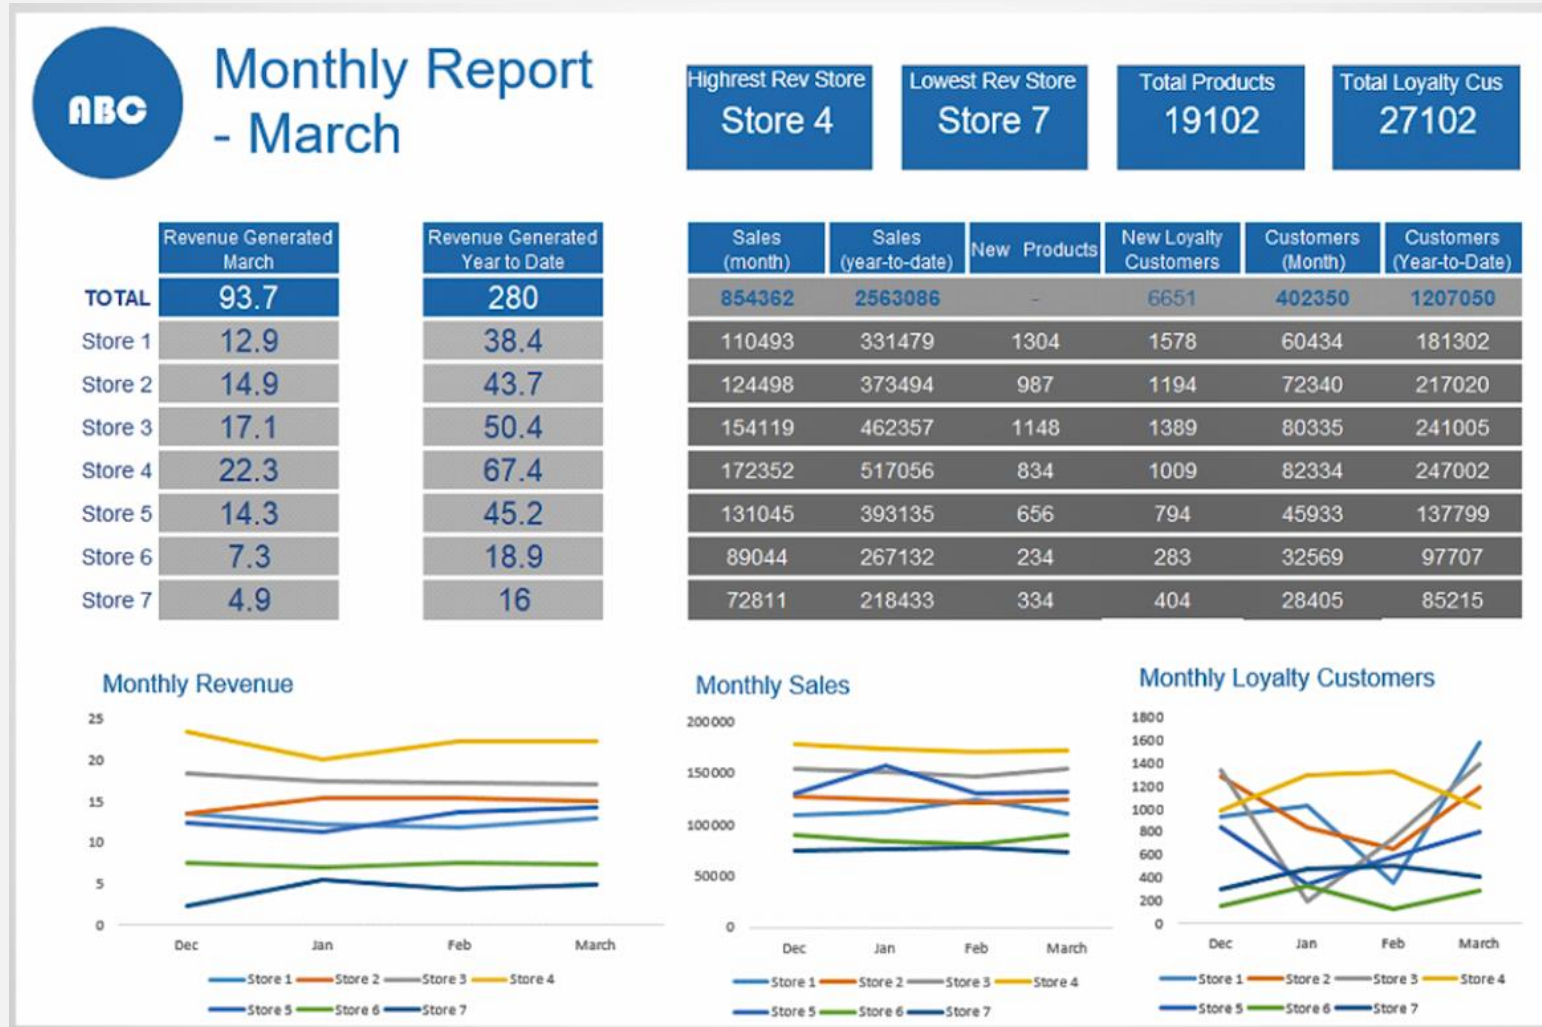 ABC
Monthly Report
- March
Highrest Rev Store
Store 4
Lowest Rev Store
Store 7
Total Products
19102
Total Loyalty Cus
27102
Revenue Generated
March
Revenue Generated
Year to Date
Sales
(month)
Sales
(year-to-date)
New Products
New Loyalty
Customers
Customers
(Month)
Customers
(Year-to-Date)
TOTAL 93.7 280 854362 2563086 - 6651 402350 1207050
Store 1 12.9 38.4 110493 331479 1304 1578 60434 181302
Store 2 14.9 43.7 124498 373494 987 1194 72340 217020
Store 3 17.1 50.4 154119 462357 1148 1389 80335 241005
Store 4 22.3 67.4 172352 517056 834 1009 82334 247002
Store 5 14.3 45.2 131045 393135 656 794 45933 137799
Store 6 7.3 18.9 89044 267132 234 283 32569 97707
Store 7 4.9 16 72811 218433 334 404 28405 85215
Monthly Revenue
25
20
15
10
5
0
Dec Jan Feb March
Store 1 Store 2 Store 3 Store 4
Store 5 Store 6 Store 7
Monthly Sales
200000
150000
100000
50000
0
Dec Jan Feb March
Store 1 Store 2 Store 3 Store 4
Store 5 Store 6 Store 7
Monthly Loyalty Customers
1800
1600
1400
1200
1000
800
600
400
200
0
Dec Jan Feb March
Store 1 Store 2 Store 3 Store 4
Store 5 Store 6 Store 7